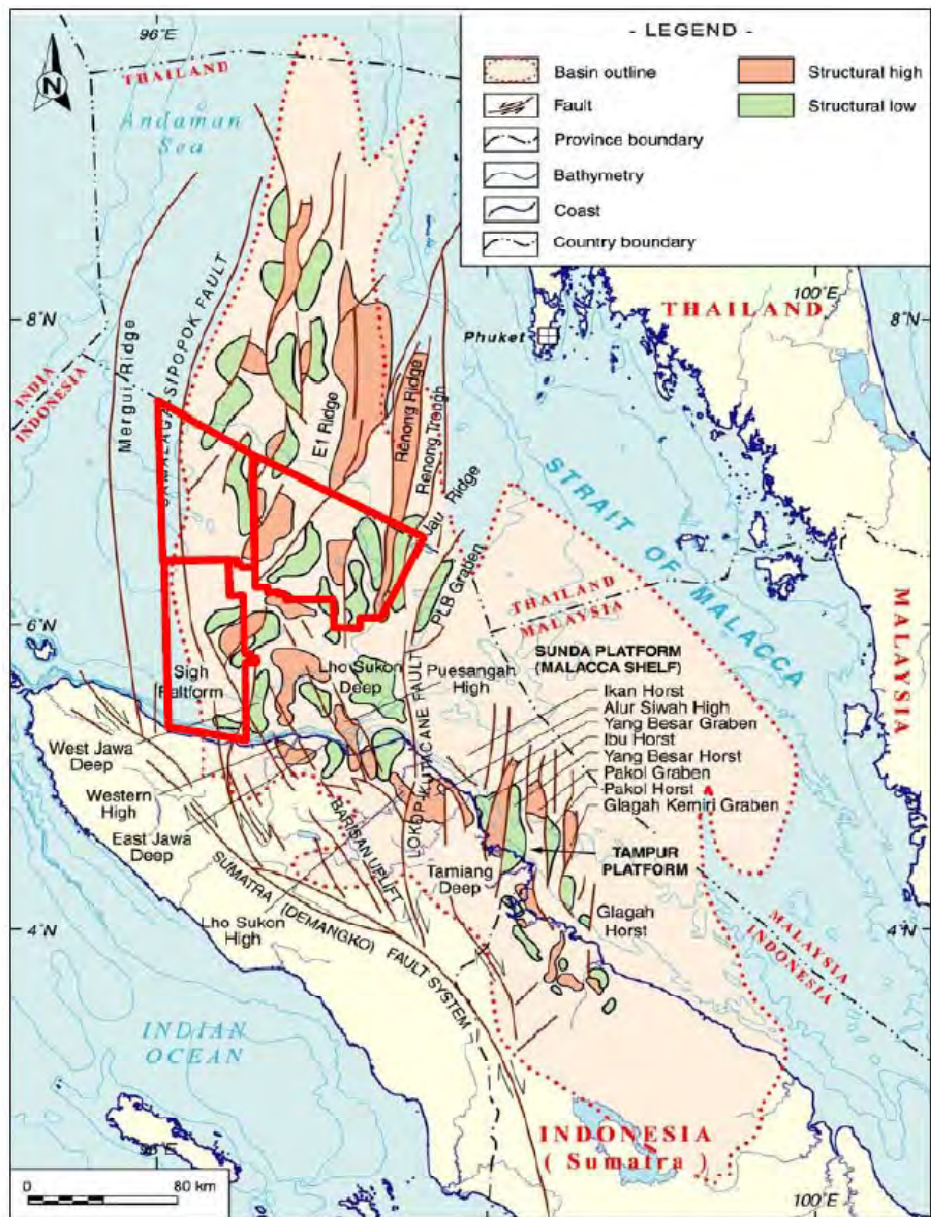 - LEGEND -
Basin outline
Fault
Province boundary
Bathymetry
Coast
Country boundary
Structural high
Structural low
96°E
THAILAND
N
Andaman
Sea
INDIA
INDONESIA
8°N
Mergui Ridge
SIPOPOK FAULT
E1 Ridge
Renong Ridge
Renong Trough
Ridge
PLB Graben
Phuket
THAILAND
100°E
8°N
STRAIT OF MALACCA
THAILAND
MALAYSIA
MALAYSIA
6°N
6°N
Sigh
Paltform
Lho Sukon
Deep
Puesangah
High
SUNDA PLATFORM
(MALACCA SHELF)
Ikan Horst
Alur Siwah High
Yang Besar Graben
Ibu Horst
Yang Besar Horst
Pakol Graben
Pakol Horst
Glagah Kemiri Graben
TAMPUR
PLATFORM
Glagah
Horst
West Jawa
Deep
Western
High
East Jawa
Deep
BARISAN UPLIFT
LOKOP-KUTACANE FAULT
Tamiang
Deep
SUMATRA (DEMANGKO) FAULT SYSTEM
Lho Sukon
High
4°N
4°N
MALAYSIA
INDONESIA
INDIAN
OCEAN
INDONESIA
( Sumatra )
0 80 km
100°E